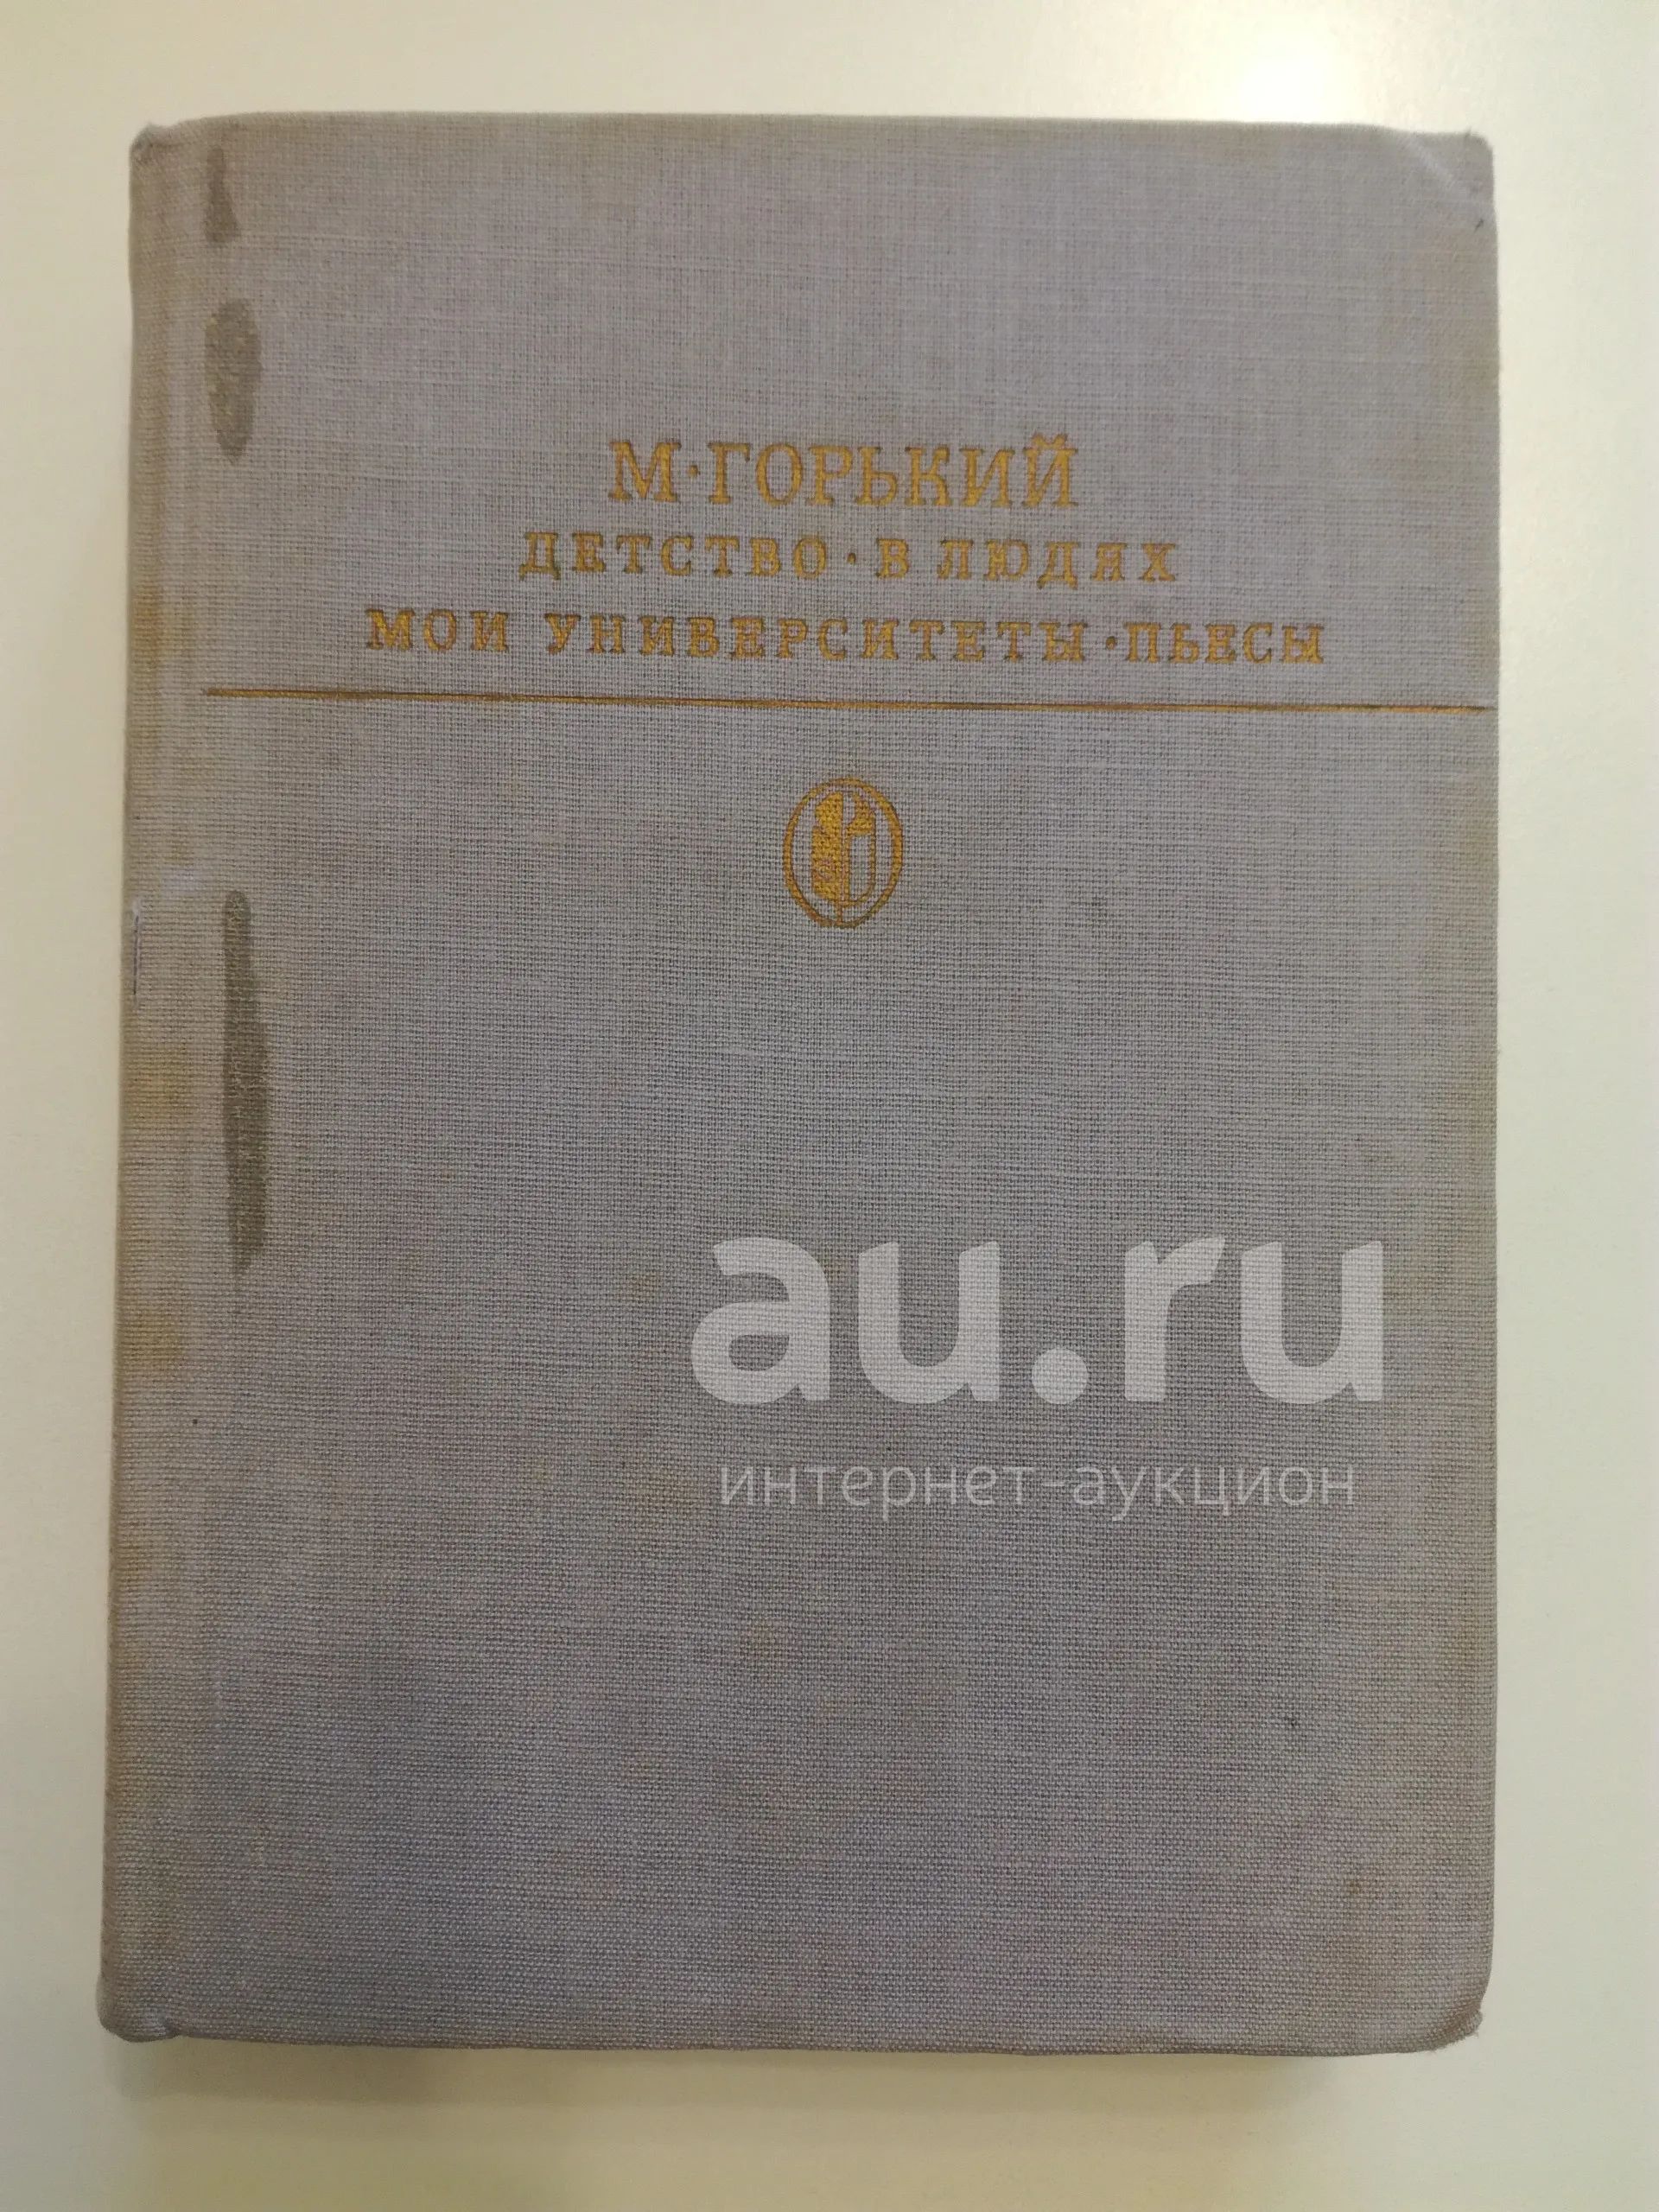 М·ГОРЬКИЙ
ДЕТСТВО·В ЛЮДЯХ
МОИ УНИВЕРСИТЕТЫ·ПЬЕСЫ
au.ru
интернет-аукцион